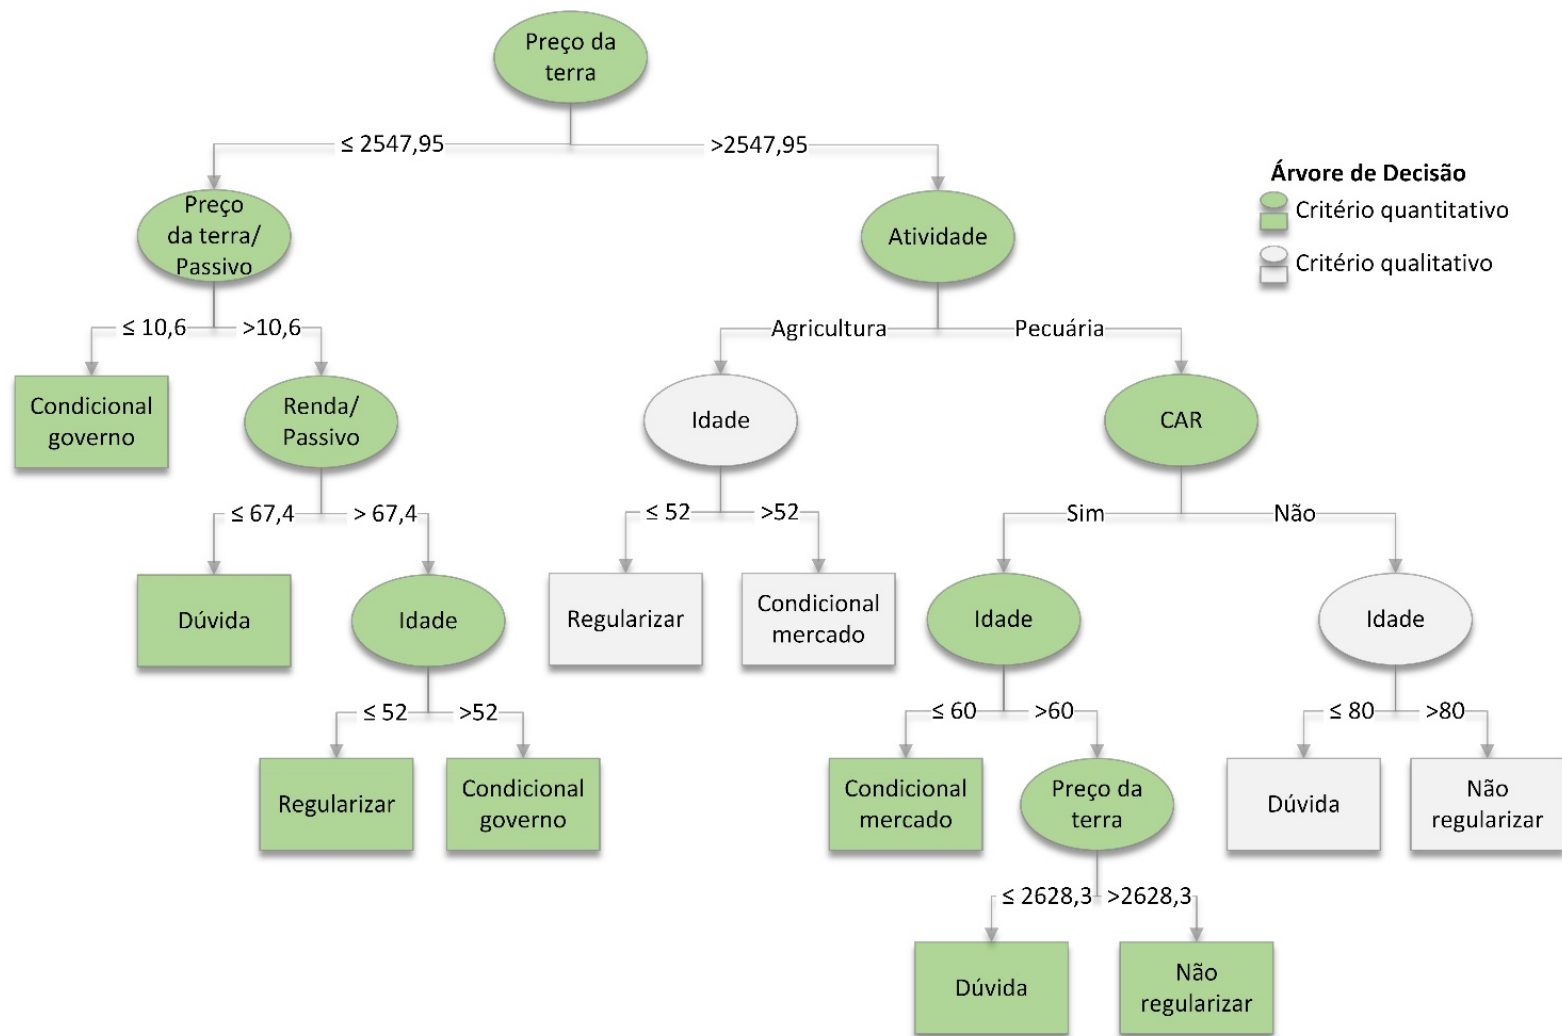 Preço da
terra
≤ 2547,95
>2547,95
Árvore de Decisão
Critério quantitativo
Critério qualitativo
Preço
da terra/
Passivo
Atividade
≤ 10,6
>10,6
Agricultura
Pecuária
Condicional
governo
Renda/
Passivo
Idade
CAR
≤ 67,4
> 67,4
≤ 52
>52
Sim
Não
Dúvida
Idade
Regularizar
Condicional
mercado
Idade
Idade
≤ 52
>52
≤ 60
>60
≤ 80
>80
Regularizar
Condicional
governo
Condicional
mercado
Preço da
terra
Dúvida
Não
regularizar
≤ 2628,3
>2628,3
Dúvida
Não
regularizar